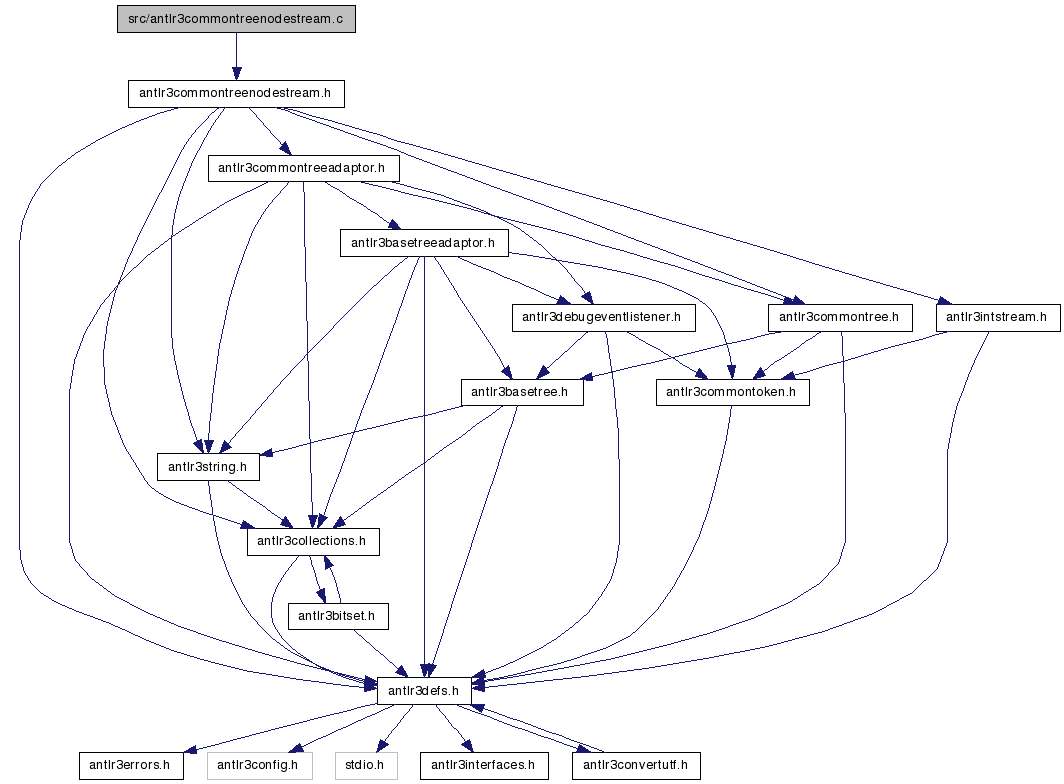 src/antlr3commontreenodestream.c
antlr3commontreenodestream.h
antlr3commontreeadaptor.h
antlr3basetreeadaptor.h
antlr3debugeventlistener.h
antlr3commontree.h
antlr3intstream.h
antlr3basetree.h
antlr3commontoken.h
antlr3string.h
antlr3collections.h
antlr3bitset.h
antlr3defs.h
antlr3errors.h
antlr3config.h
stdio.h
antlr3interfaces.h
antlr3convertutf.h